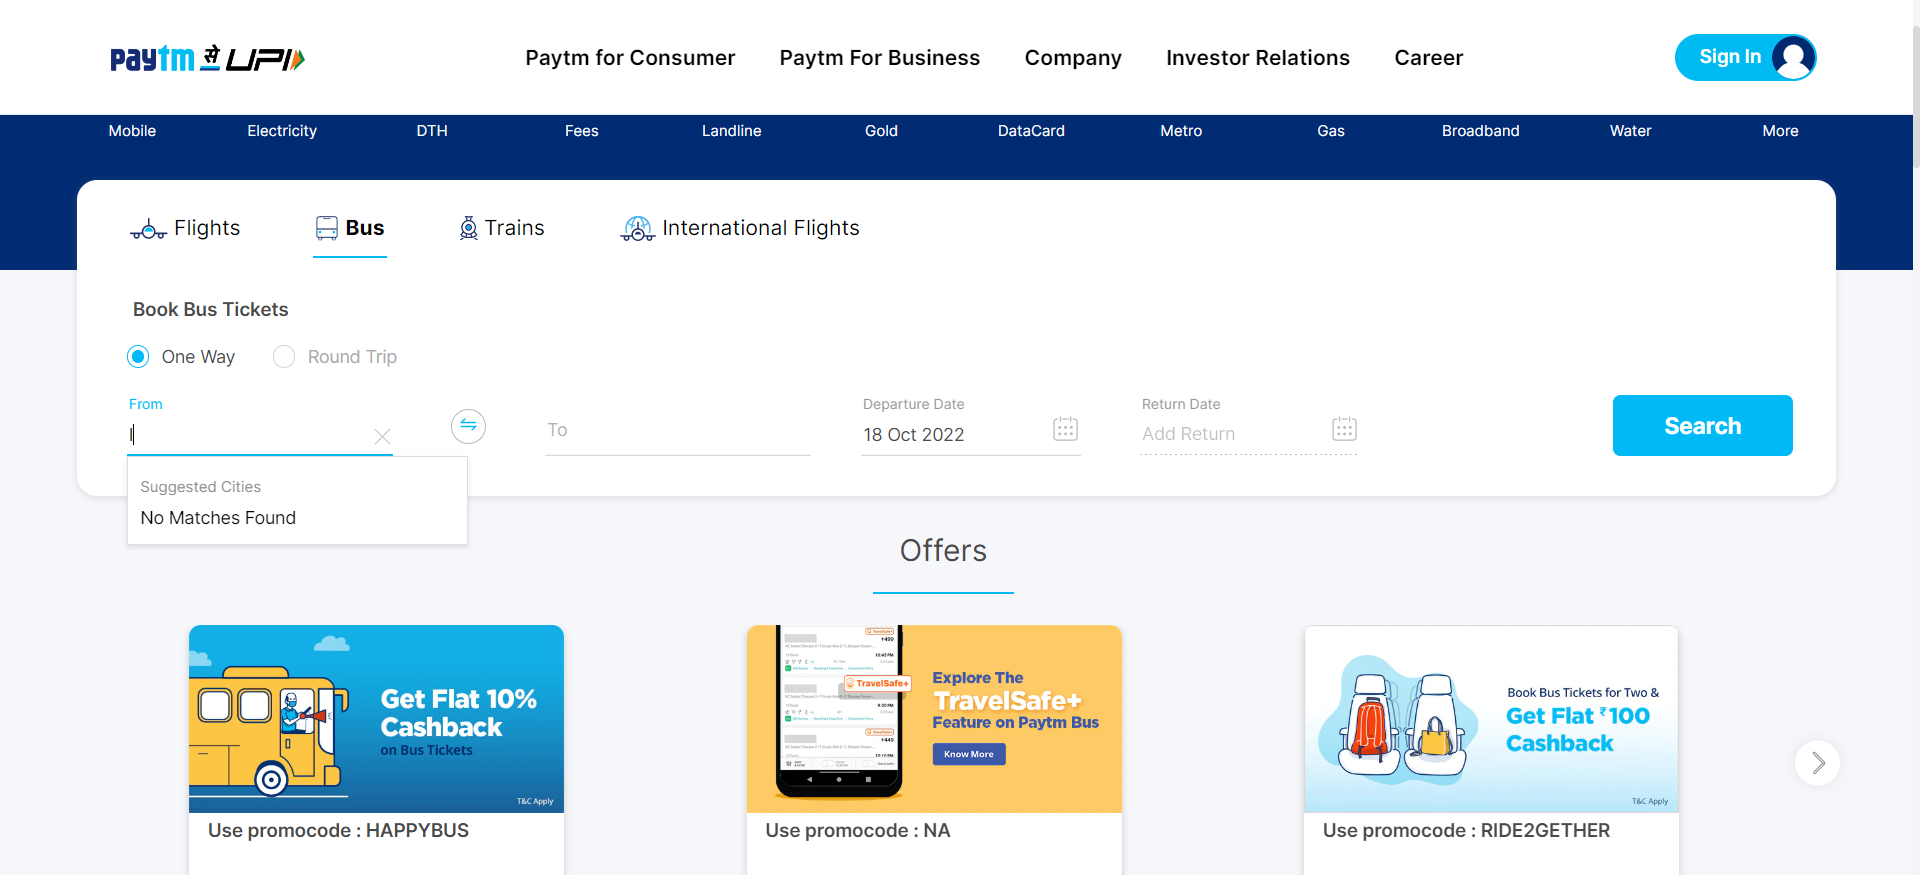 paytm से UPI
Paytm for Consumer
Paytm For Business
Company
Investor Relations
Career
Sign In
Mobile
Electricity
DTH
Fees
Landline
Gold
DataCard
Metro
Gas
Broadband
Water
More
Flights
Bus
Trains
International Flights
Book Bus Tickets
One Way
Round Trip
From
To
Departure Date
18 Oct 2022
Return Date
Add Return
Search
Suggested Cities
No Matches Found
Offers
Get Flat 10%
Cashback
on Bus Tickets
T&C Apply
Use promocode : HAPPYBUS
TravelSafe+
Explore The
TravelSafe+
Feature on Paytm Bus
Know More
Use promocode : NA
Book Bus Tickets for Two &
Get Flat ₹100
Cashback
T&C Apply
Use promocode : RIDE2GETHER